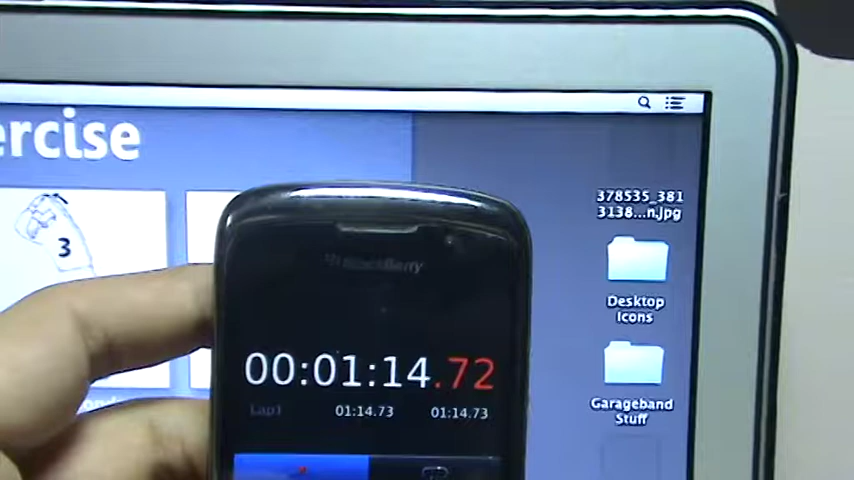 ercise
3
378535_381
3138...n.jpg
Desktop
Icons
Garageband
Stuff
BlackBerry
00:01:14.72
Lap1 01:14.73 01:14.73